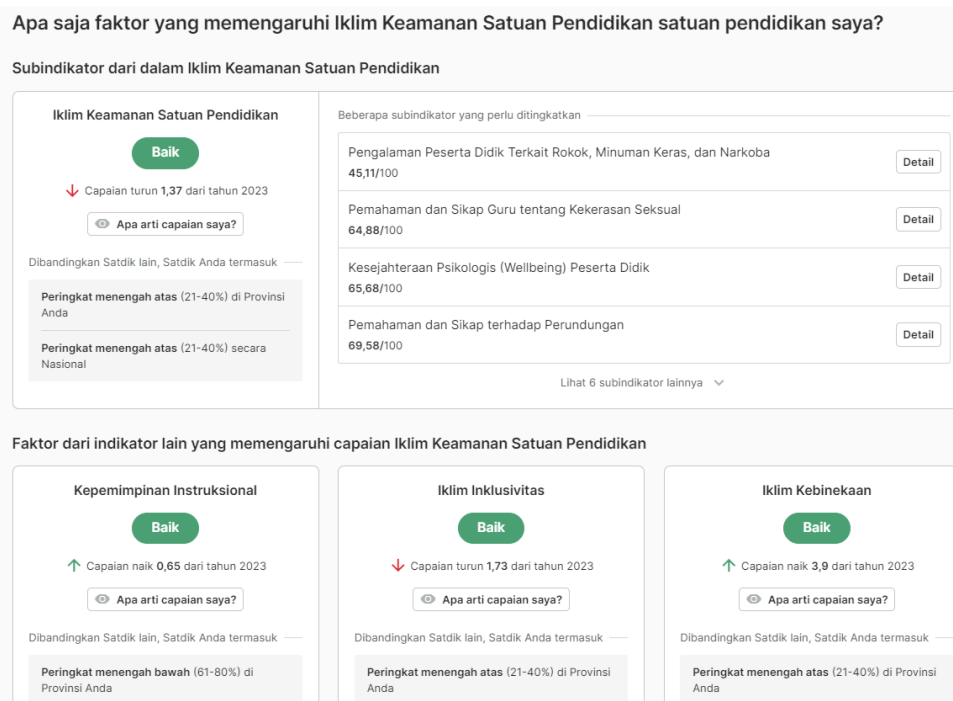 Apa saja faktor yang memengaruhi Iklim Keamanan Satuan Pendidikan satuan pendidikan saya?
Subindikator dari dalam Iklim Keamanan Satuan Pendidikan
Iklim Keamanan Satuan Pendidikan
Baik
Capaian turun 1,37 dari tahun 2023
Apa arti capaian saya?
Dibandingkan Satdik lain, Satdik Anda termasuk
Peringkat menengah atas (21-40%) di Provinsi
Anda
Peringkat menengah atas (21-40%) secara
Nasional
Beberapa subindikator yang perlu ditingkatkan
Pengalaman Peserta Didik Terkait Rokok, Minuman Keras, dan Narkoba
45,11/100
Detail
Pemahaman dan Sikap Guru tentang Kekerasan Seksual
64,88/100
Detail
Kesejahteraan Psikologis (Wellbeing) Peserta Didik
65,68/100
Detail
Pemahaman dan Sikap terhadap Perundungan
69,58/100
Detail
Lihat 6 subindikator lainnya
Faktor dari indikator lain yang memengaruhi capaian Iklim Keamanan Satuan Pendidikan
Kepemimpinan Instruksional
Baik
Capaian naik 0,65 dari tahun 2023
Apa arti capaian saya?
Dibandingkan Satdik lain, Satdik Anda termasuk
Peringkat menengah bawah (61-80%) di
Provinsi Anda
Iklim Inklusivitas
Baik
Capaian turun 1,73 dari tahun 2023
Apa arti capaian saya?
Dibandingkan Satdik lain, Satdik Anda termasuk
Peringkat menengah atas (21-40%) di Provinsi
Anda
Iklim Kebinekaan
Baik
Capaian naik 3,9 dari tahun 2023
Apa arti capaian saya?
Dibandingkan Satdik lain, Satdik Anda termasuk
Peringkat menengah atas (21-40%) di Provinsi
Anda